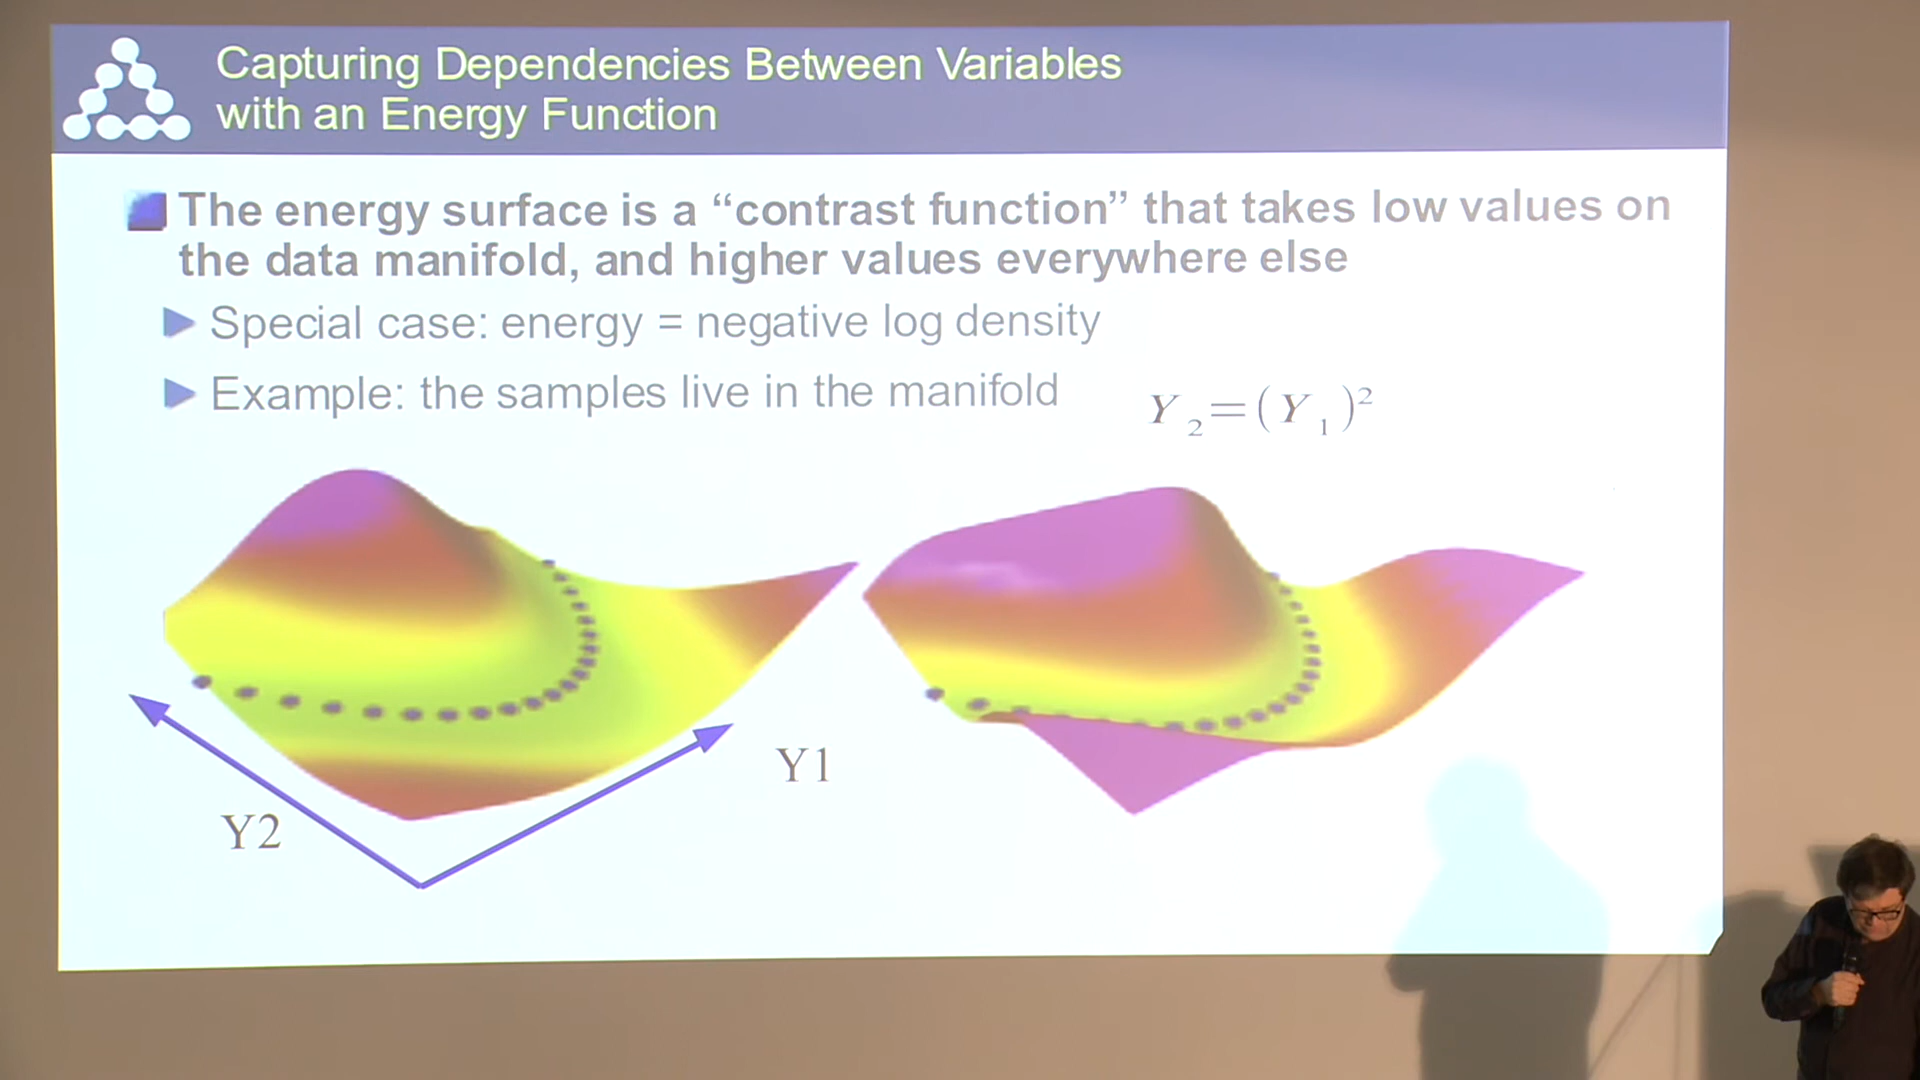 Capturing Dependencies Between Variables
with an Energy Function
The energy surface is a “contrast function” that takes low values on
the data manifold, and higher values everywhere else
Special case: energy = negative log density
Example: the samples live in the manifold
Y₂=(Y₁)²
Y1
Y2